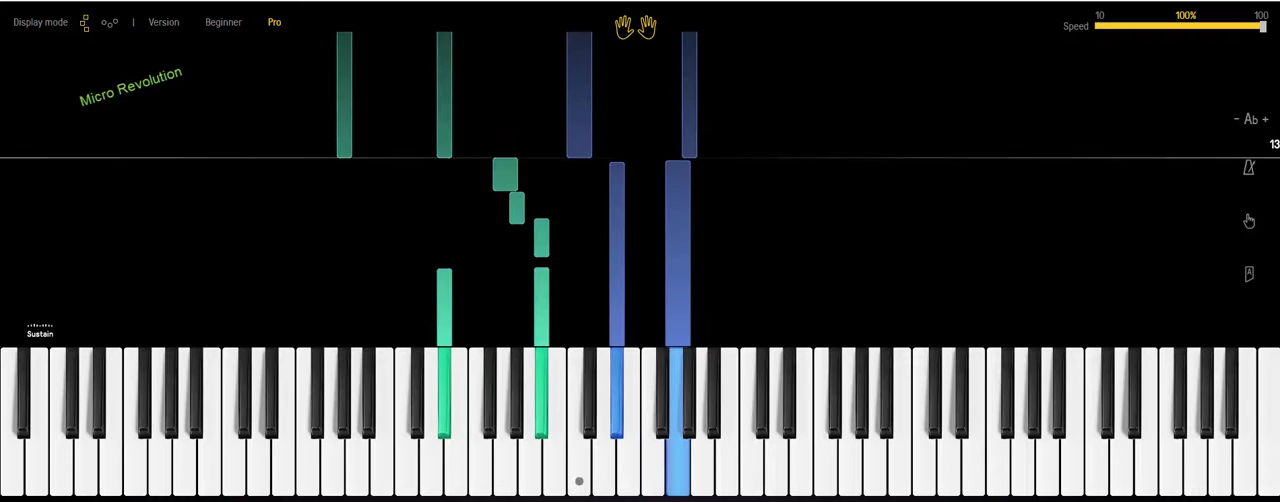 Display mode | Version Beginner Pro
10 100% 100
Speed
Micro Revolution
- Ab +
13
A
Sustain